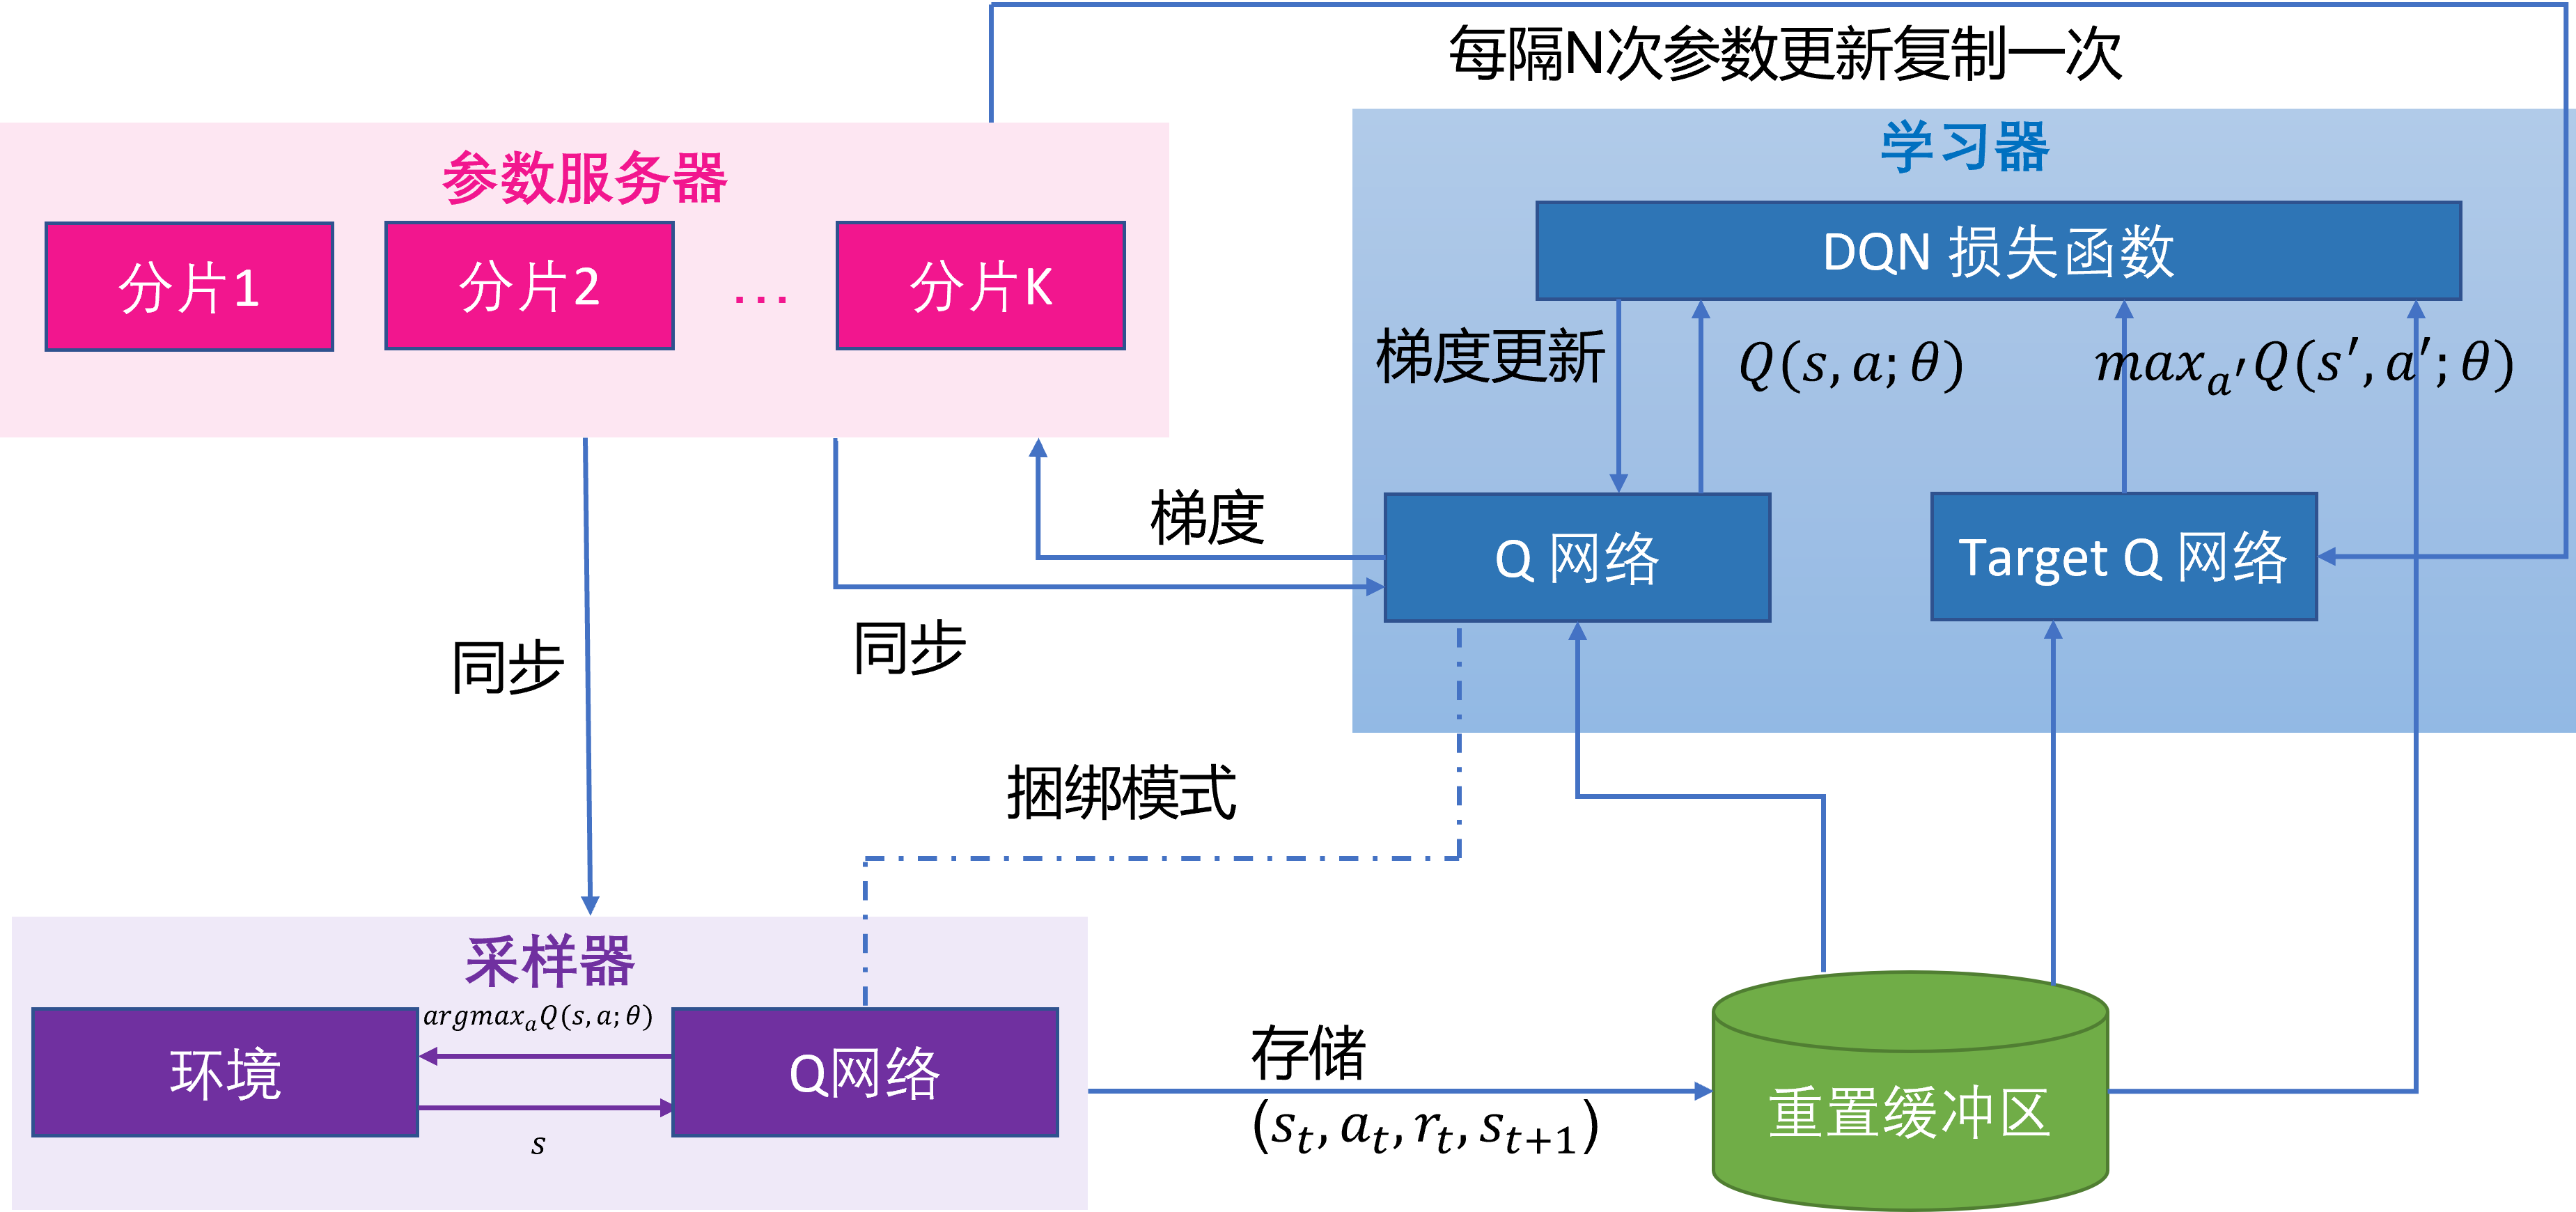 每隔N次参数更新复制一次
参数服务器
分片1
分片2
...
分片K
学习器
DQN 损失函数
梯度更新
Q(s, a; θ)
max_{a′}Q(s′, a′; θ)
梯度
Q 网络
Target Q 网络
同步
同步
捆绑模式
采样器
环境
argmax_a Q(s, a; θ)
s
Q网络
存储
(s_t, a_t, r_t, s_{t+1})
重置缓冲区